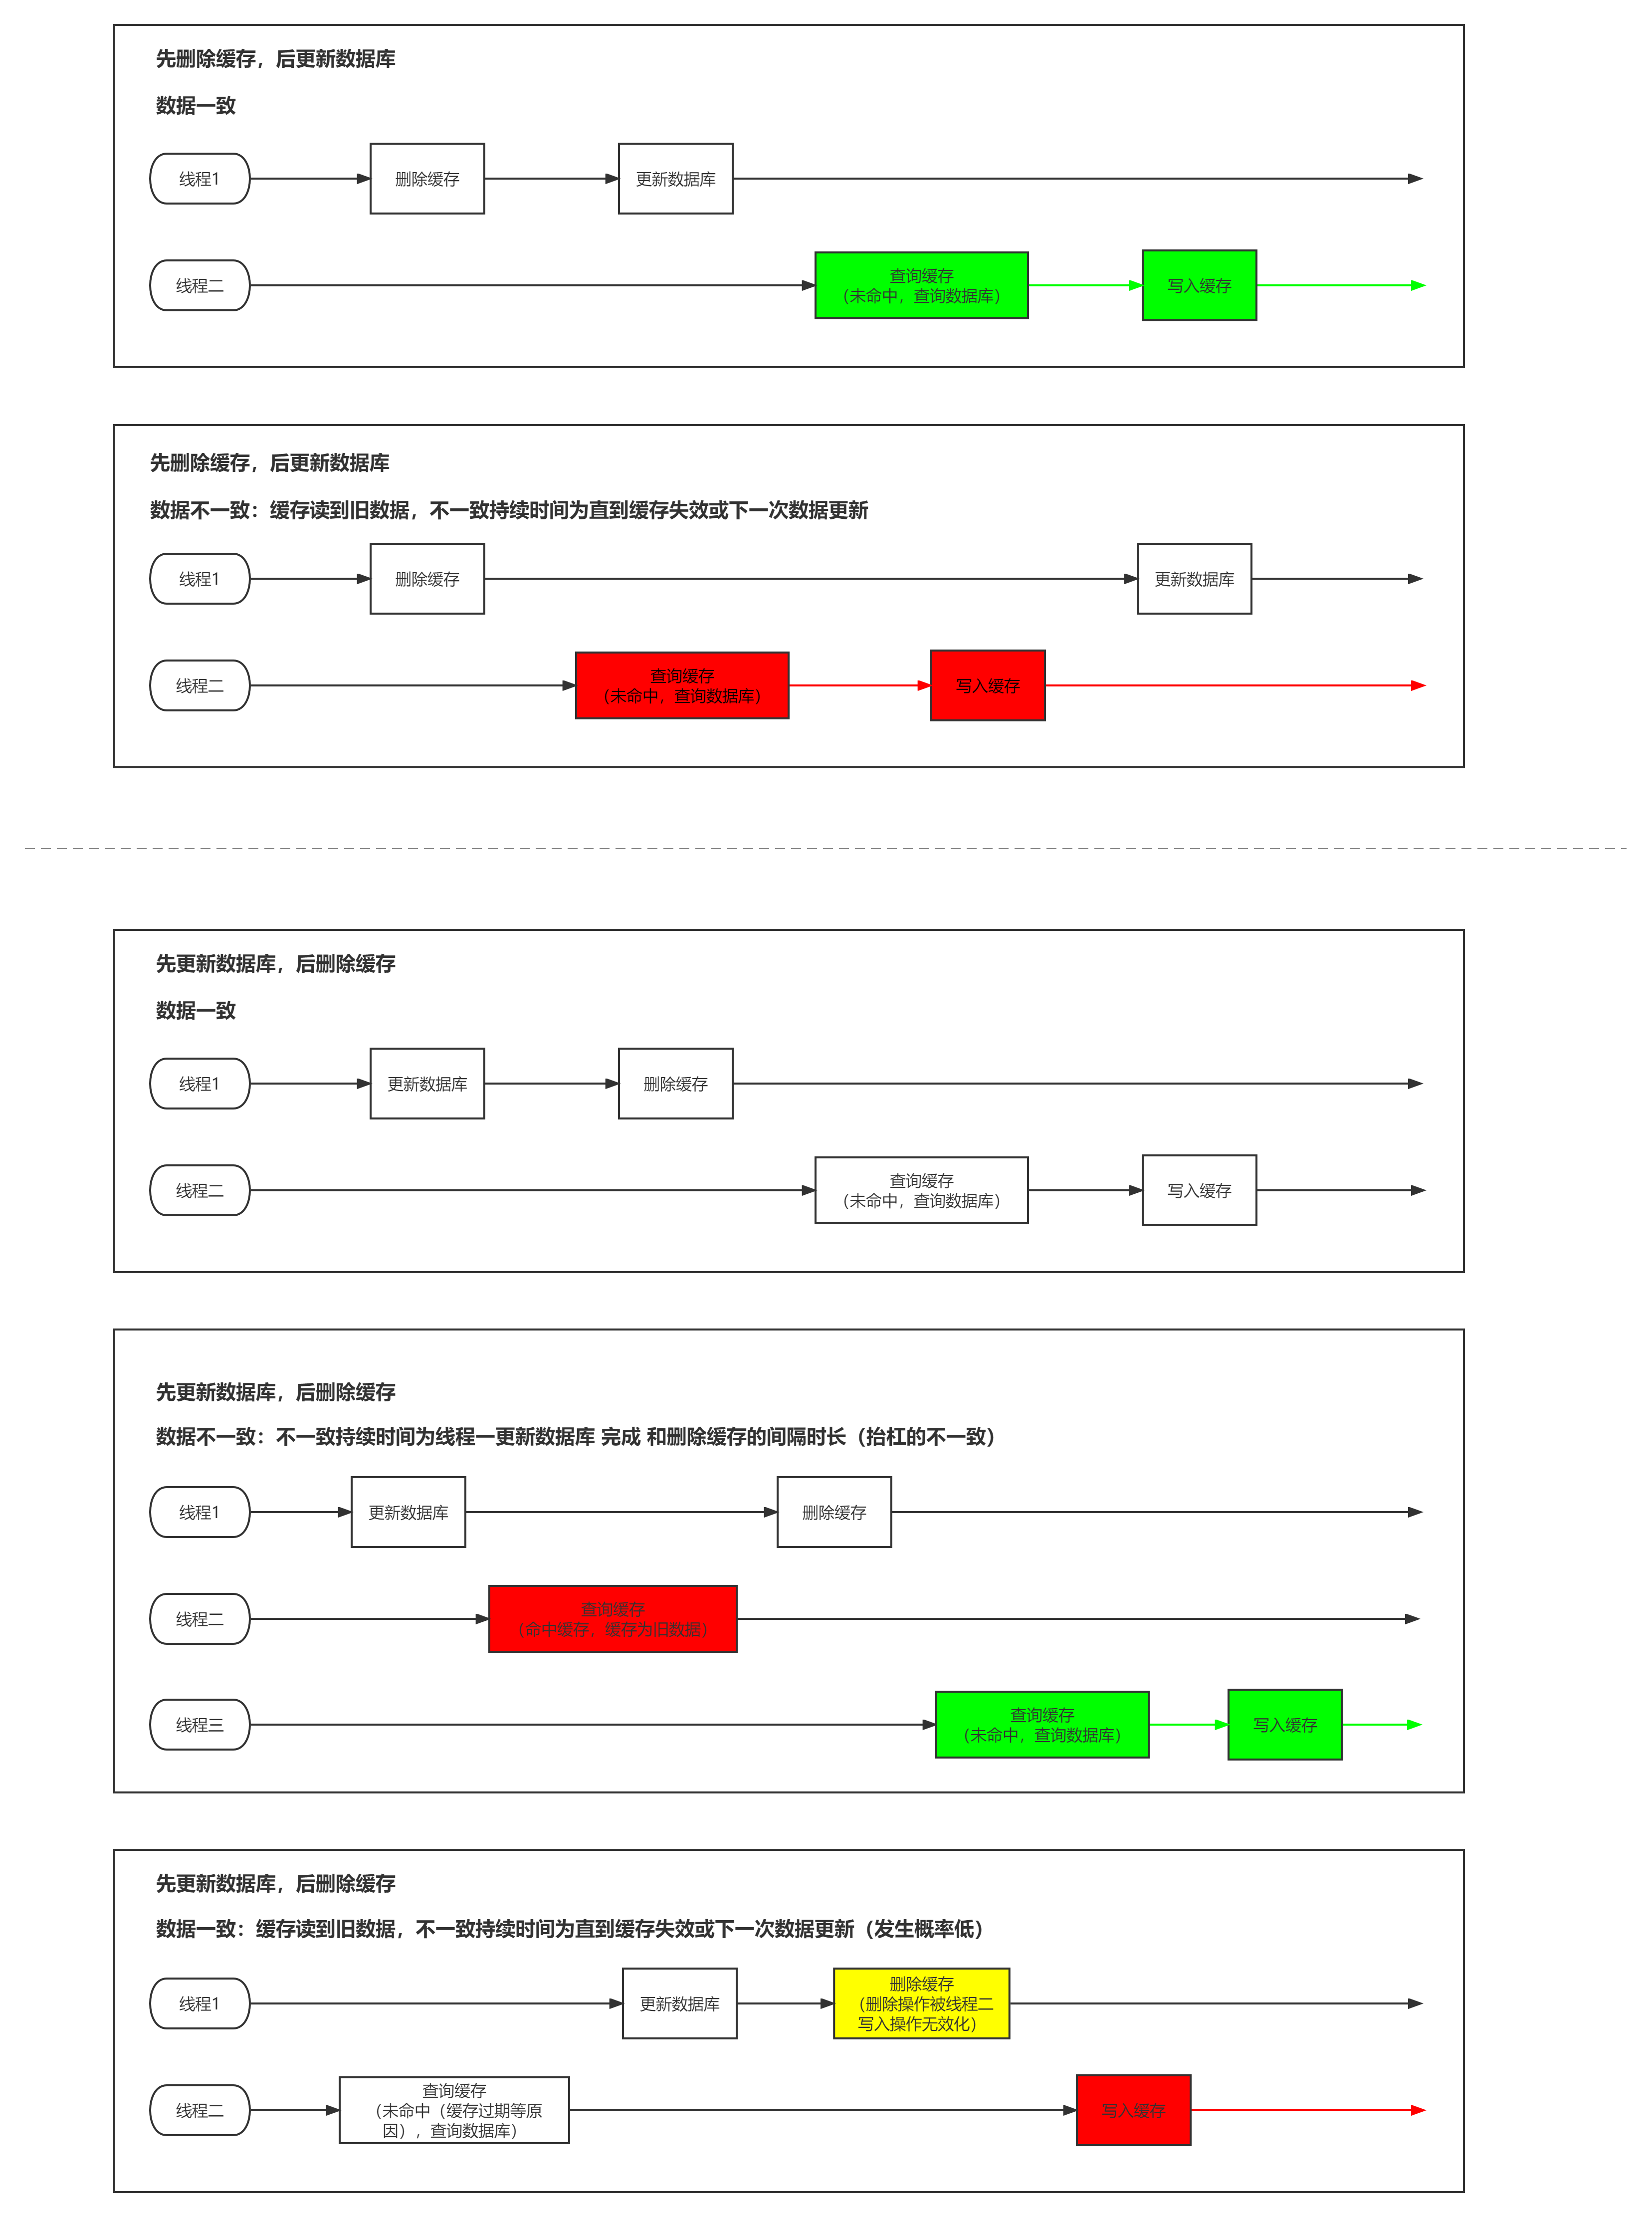 先删除缓存，后更新数据库
数据一致
线程1
删除缓存
更新数据库
线程二
查询缓存
（未命中，查询数据库）
写入缓存
先删除缓存，后更新数据库
数据不一致：缓存读到旧数据，不一致持续时间为直到缓存失效或下一次数据更新
线程1
删除缓存
更新数据库
线程二
查询缓存
（未命中，查询数据库）
写入缓存
先更新数据库，后删除缓存
数据一致
线程1
更新数据库
删除缓存
线程二
查询缓存
（未命中，查询数据库）
写入缓存
先更新数据库，后删除缓存
数据不一致：不一致持续时间为线程一更新数据库 完成 和删除缓存的间隔时长（抬杠的不一致）
线程1
更新数据库
删除缓存
线程二
查询缓存
（命中缓存，缓存为旧数据）
线程三
查询缓存
（未命中，查询数据库）
写入缓存
先更新数据库，后删除缓存
数据一致：缓存读到旧数据，不一致持续时间为直到缓存失效或下一次数据更新（发生概率低）
线程1
更新数据库
删除缓存
（删除操作被线程二
写入操作无效化）
线程二
查询缓存
（未命中（缓存过期等原
因），查询数据库）
写入缓存